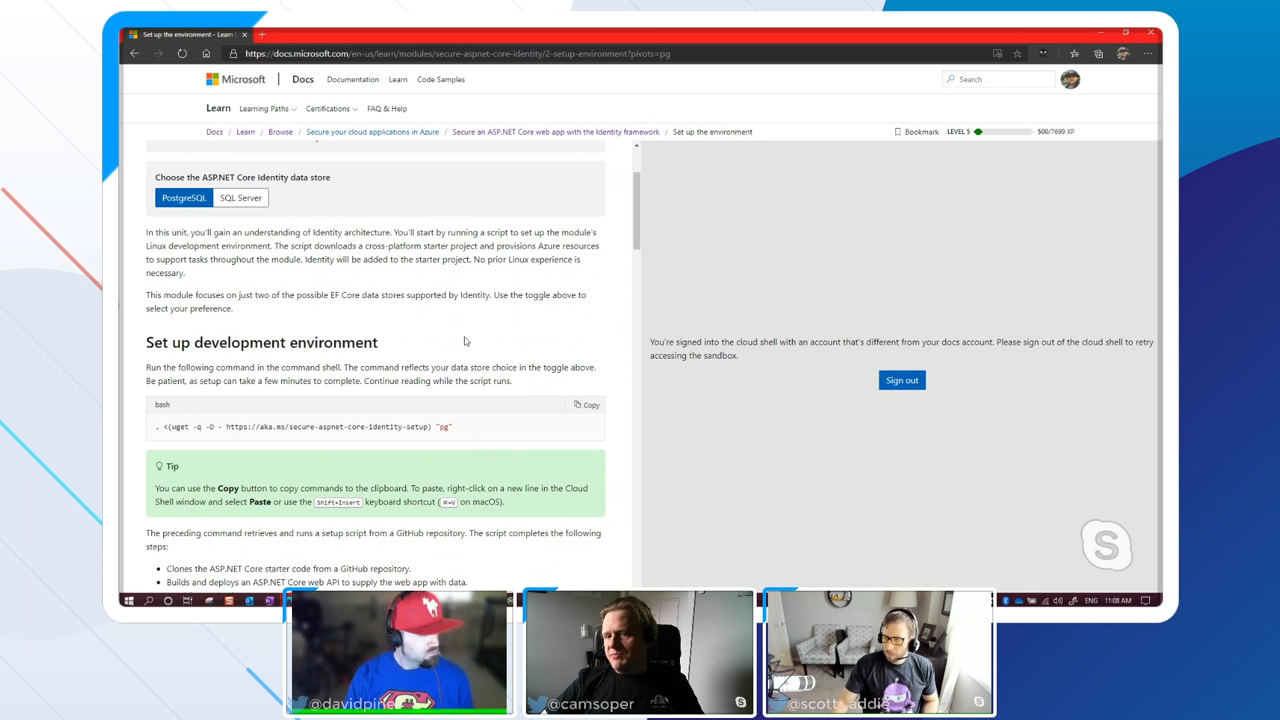 Set up the environment - Learn |
https://docs.microsoft.com/en-us/learn/modules/secure-aspnet-core-identity/2-setup-environment?pivots=pg
Microsoft | Docs Documentation Learn Code Samples Search
Learn Learning Paths Certifications FAQ & Help
Docs / Learn / Browse / Secure your cloud applications in Azure / Secure an ASP.NET Core web app with the Identity framework / Set up the environment Bookmark LEVEL 5 500/7699 XP
Choose the ASP.NET Core Identity data store
PostgreSQL SQL Server
In this unit, you'll gain an understanding of Identity architecture. You'll start by running a script to set up the module's
Linux development environment. The script downloads a cross-platform starter project and provisions Azure resources
to support tasks throughout the module. Identity will be added to the starter project. No prior Linux experience is
necessary.
This module focuses on just two of the possible EF Core data stores supported by Identity. Use the toggle above to
select your preference.
Set up development environment
Run the following command in the command shell. The command reflects your data store choice in the toggle above.
Be patient, as setup can take a few minutes to complete. Continue reading while the script runs.
bash Copy
. <(wget -q -O - https://aka.ms/secure-aspnet-core-identity-setup) "pg"
Tip
You can use the Copy button to copy commands to the clipboard. To paste, right-click on a new line in the Cloud
Shell window and select Paste or use the Shift+Insert keyboard shortcut (⌘+V on macOS).
The preceding command retrieves and runs a setup script from a GitHub repository. The script completes the following
steps:
• Clones the ASP.NET Core starter code from a GitHub repository.
• Builds and deploys an ASP.NET Core web API to supply the web app with data.
You're signed into the cloud shell with an account that's different from your docs account. Please sign out of the cloud shell to retry
accessing the sandbox.
Sign out
S
ENG 11:08 AM
@davidpine
@camsoper
@scottaddie